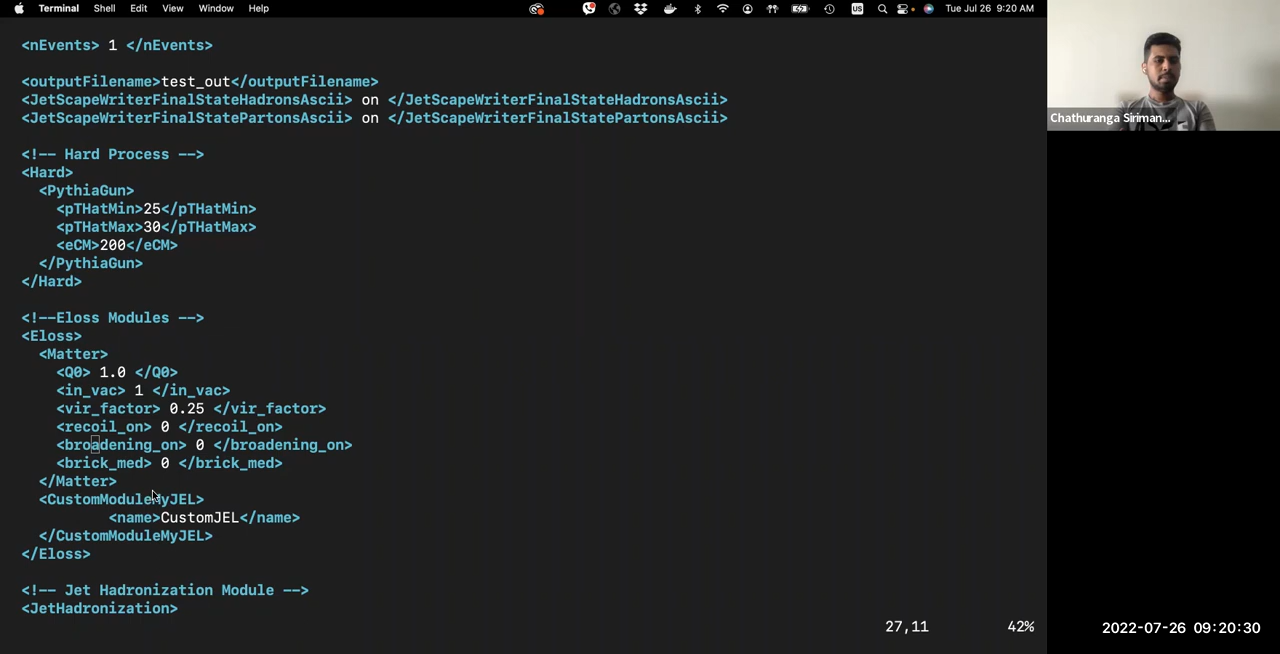 Terminal Shell Edit View Window Help US Tue Jul 26 9:20 AM
<nEvents> 1 </nEvents>
<outputFilename>test_out</outputFilename>
<JetScapeWriterFinalStateHadronsAscii> on </JetScapeWriterFinalStateHadronsAscii>
<JetScapeWriterFinalStatePartonsAscii> on </JetScapeWriterFinalStatePartonsAscii>
<!-- Hard Process -->
<Hard>
<PythiaGun>
<pTHatMin>25</pTHatMin>
<pTHatMax>30</pTHatMax>
<eCM>200</eCM>
</PythiaGun>
</Hard>
<!--Eloss Modules -->
<Eloss>
<Matter>
<Q0> 1.0 </Q0>
<in_vac> 1 </in_vac>
<vir_factor> 0.25 </vir_factor>
<recoil_on> 0 </recoil_on>
<broadening_on> 0 </broadening_on>
<brick_med> 0 </brick_med>
</Matter>
<CustomModuleMyJEL>
<name>CustomJEL</name>
</CustomModuleMyJEL>
</Eloss>
<!-- Jet Hadronization Module -->
<JetHadronization>
27,11 42%
Chathuranga Siriman...
2022-07-26 09:20:30